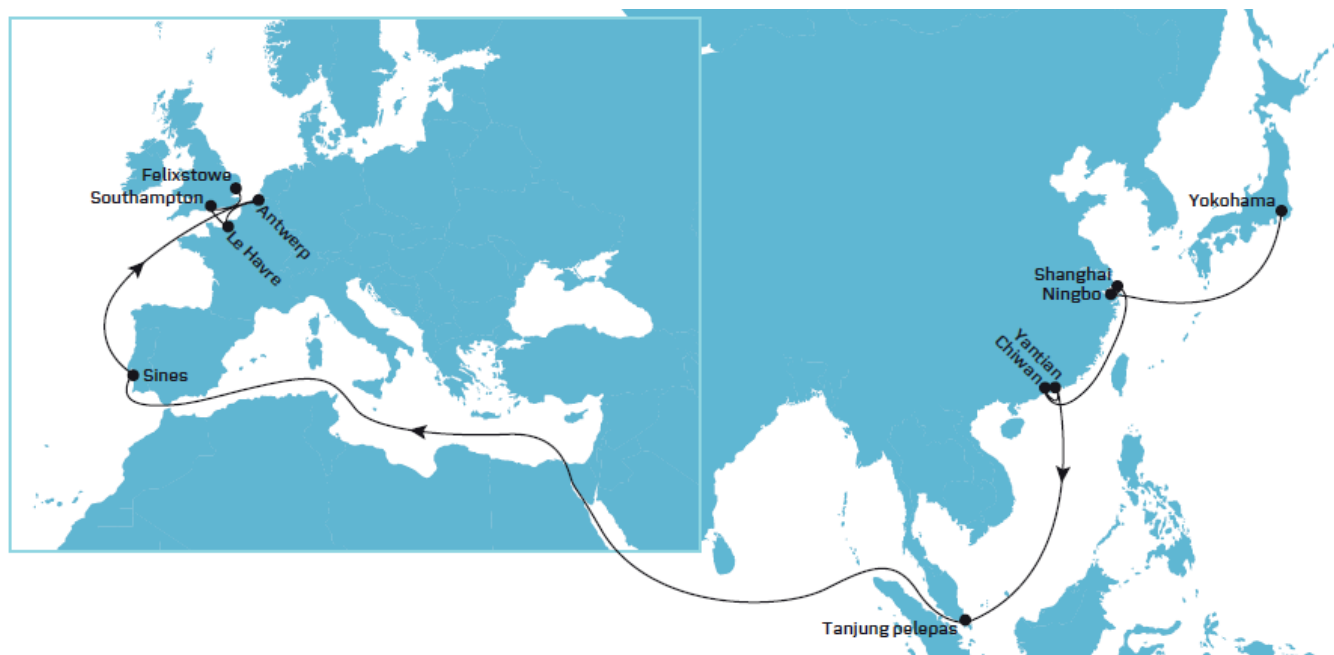 Felixstowe
Southampton
Antwerp
Le Havre
Sines
Yokohama
Shanghai
Ningbo
Yantian
Chiwan
Tanjung pelepas